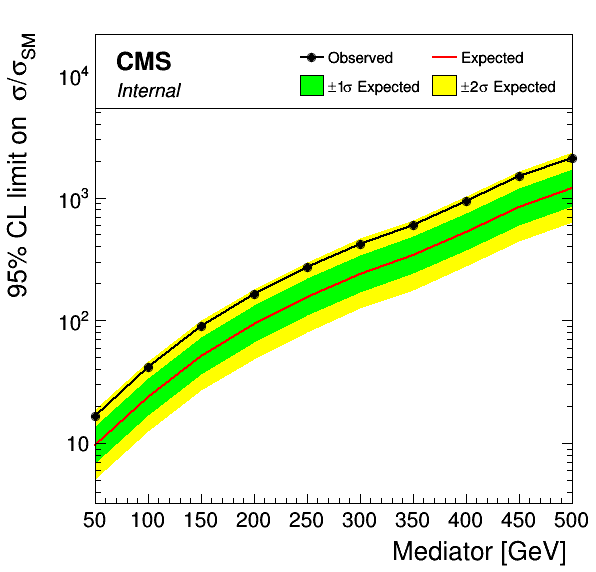 95% CL limit on σ/σSM
CMS
Internal
Observed
Expected
±1σ Expected
±2σ Expected
10⁴
10³
10²
10
50 100 150 200 250 300 350 400 450 500
Mediator [GeV]